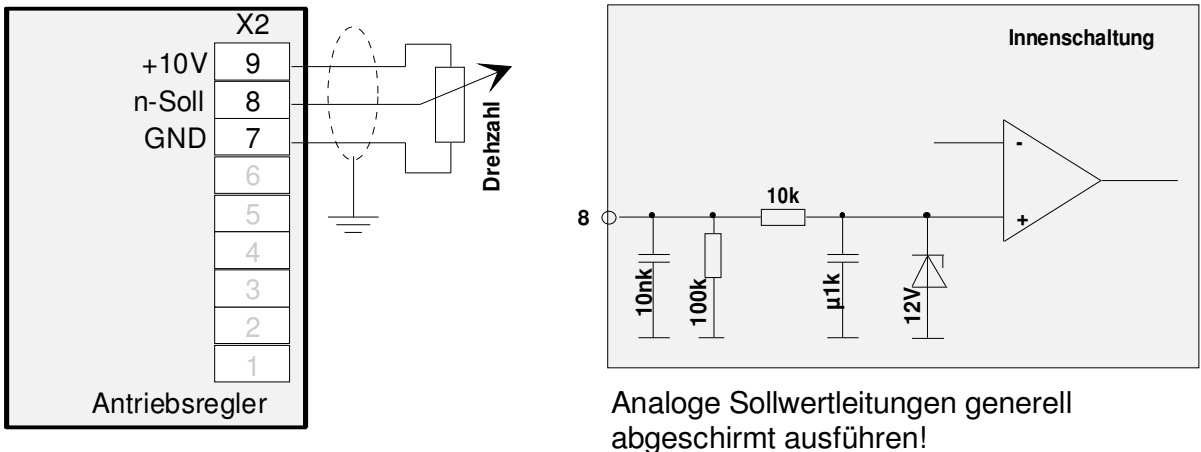 X2
+10V 9
n-Soll 8
GND 7
6
5
4
3
2
1
Antriebsregler
Drehzahl
Innenschaltung
8
10k
10nk
100k
µ1k
12V
-
+
Analoge Sollwertleitungen generell
abgeschirmt ausführen!